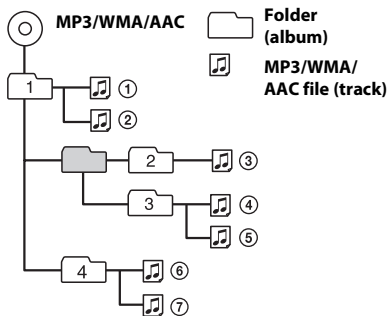 MP3/WMA/AAC
Folder
(album)
MP3/WMA/
AAC file (track)
1
①
②
2
③
3
④
⑤
4
⑥
⑦